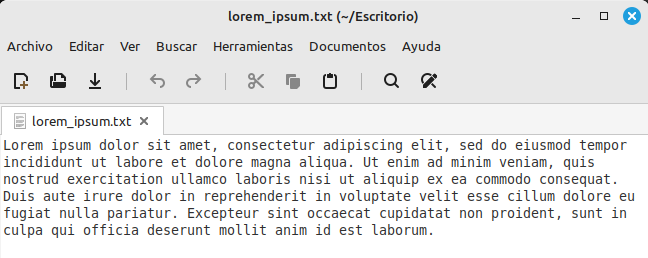 lorem_ipsum.txt (~/Escritorio)
Archivo Editar Ver Buscar Herramientas Documentos Ayuda
lorem_ipsum.txt
Lorem ipsum dolor sit amet, consectetur adipiscing elit, sed do eiusmod tempor
incididunt ut labore et dolore magna aliqua. Ut enim ad minim veniam, quis
nostrud exercitation ullamco laboris nisi ut aliquip ex ea commodo consequat.
Duis aute irure dolor in reprehenderit in voluptate velit esse cillum dolore eu
fugiat nulla pariatur. Excepteur sint occaecat cupidatat non proident, sunt in
culpa qui officia deserunt mollit anim id est laborum.